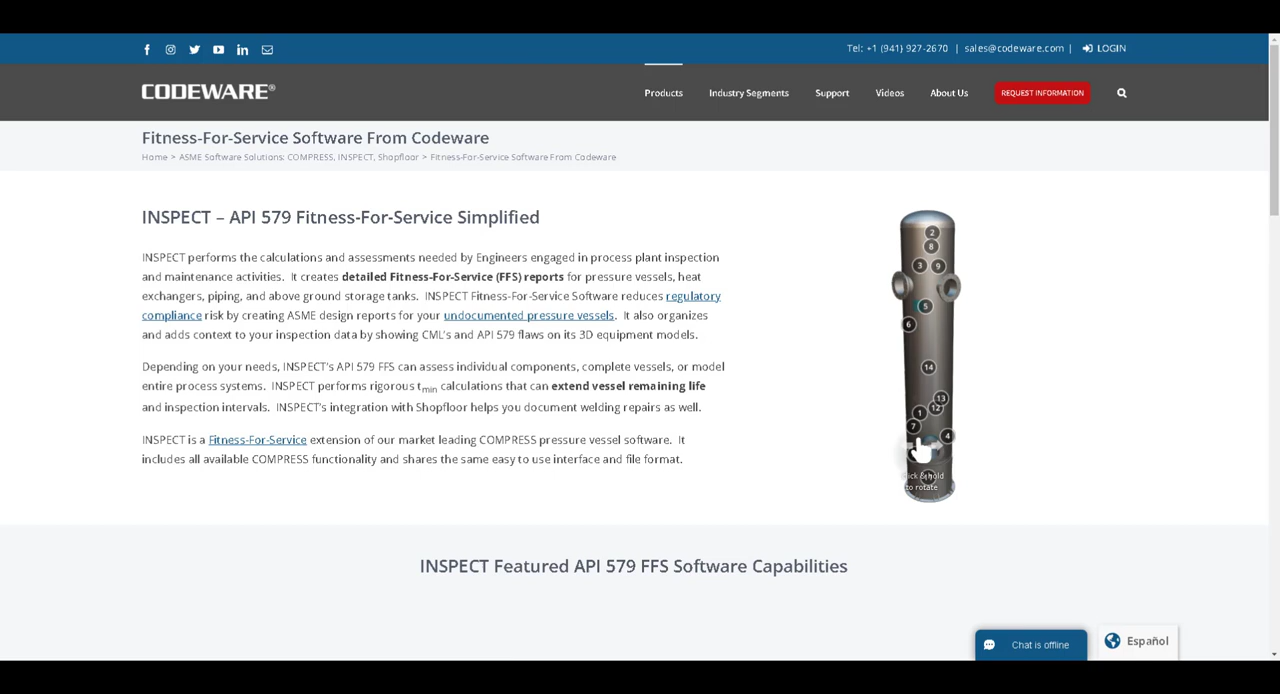 Tel: +1 (941) 927-2670 | sales@codeware.com | LOGIN
CODEWARE®
Products Industry Segments Support Videos About Us REQUEST INFORMATION
Fitness-For-Service Software From Codeware
Home > ASME Software Solutions: COMPRESS, INSPECT, Shopfloor > Fitness-For-Service Software From Codeware
INSPECT – API 579 Fitness-For-Service Simplified
INSPECT performs the calculations and assessments needed by Engineers engaged in process plant inspection
and maintenance activities. It creates detailed Fitness-For-Service (FFS) reports for pressure vessels, heat
exchangers, piping, and above ground storage tanks. INSPECT Fitness-For-Service Software reduces regulatory
compliance risk by creating ASME design reports for your undocumented pressure vessels. It also organizes
and adds context to your inspection data by showing CML's and API 579 flaws on its 3D equipment models.
Depending on your needs, INSPECT's API 579 FFS can assess individual components, complete vessels, or model
entire process systems. INSPECT performs rigorous tmin calculations that can extend vessel remaining life
and inspection intervals. INSPECT's integration with Shopfloor helps you document welding repairs as well.
INSPECT is a Fitness-For-Service extension of our market leading COMPRESS pressure vessel software. It
includes all available COMPRESS functionality and shares the same easy to use interface and file format.
2
8
3 9
5
6
14
13
1 12
7
4
& hold
to rotate
INSPECT Featured API 579 FFS Software Capabilities
Chat is offline
Español